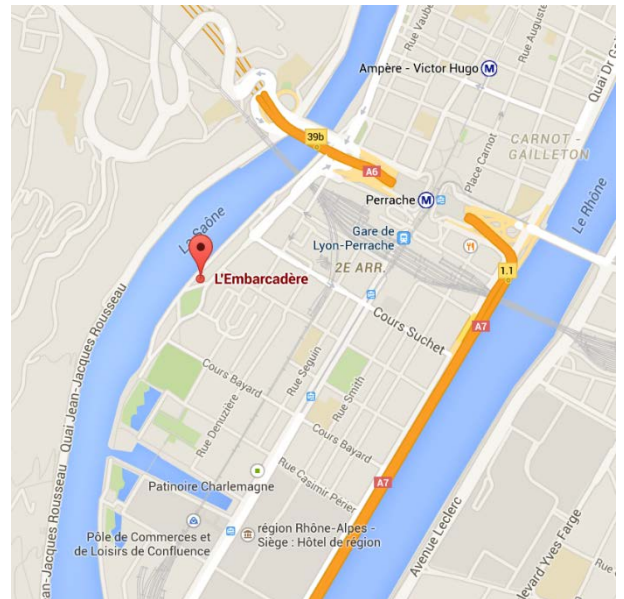 Rue Vaube
Rue Auguste
Quai Dr G
Ampère - Victor Hugo M
39b
CARNOT -
GAILLETON
A6
Place Carnot
Le Rhône
Perrache M
La Saône
Gare de
Lyon-Perrache
2E ARR.
1.1
L'Embarcadère
A7
Cours Suchet
Quai Jean-Jacques Rousseau
Cours Bayard
Rue Seguin
Rue Smith
Rue Denuzière
Cours Bayard
Rue Casimir Périer
A7
Patinoire Charlemagne
Jean-Jacques Rousseau
Pôle de Commerces et
de Loisirs de Confluence
région Rhône-Alpes -
Siège : Hôtel de région
Avenue Leclerc
levard Yves Farge
Rue